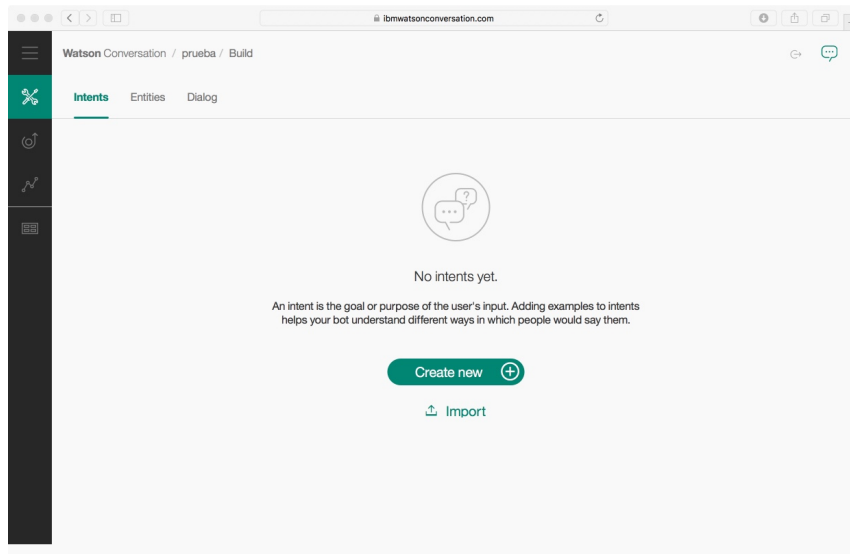 ibmwatsonconversation.com
Watson Conversation / prueba / Build
Intents Entities Dialog
?
No intents yet.
An intent is the goal or purpose of the user's input. Adding examples to intents
helps your bot understand different ways in which people would say them.
Create new
Import